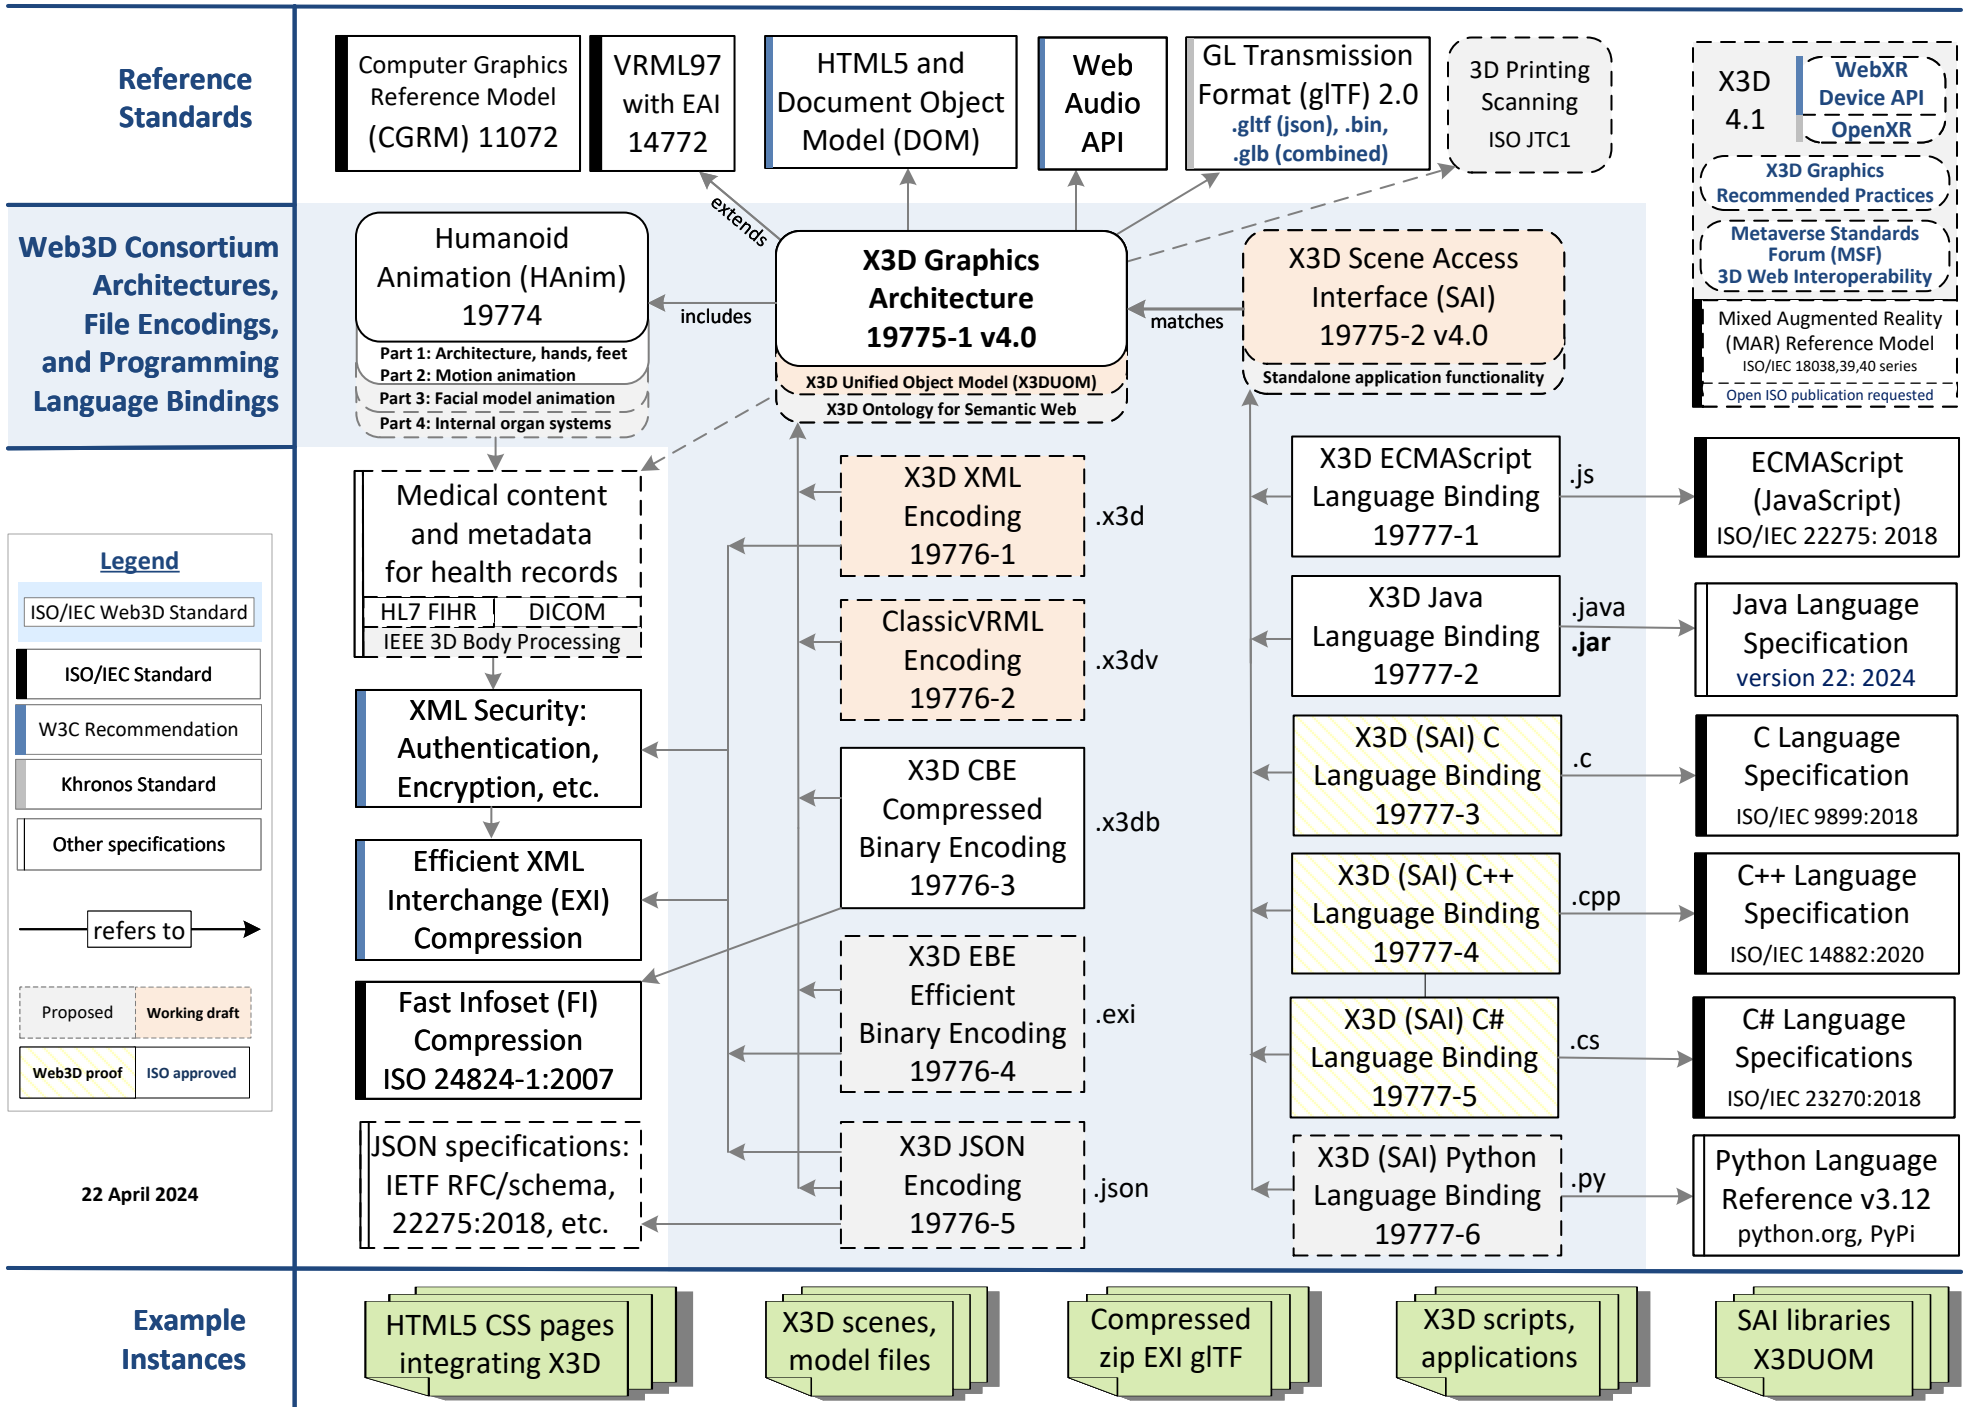 Reference
Standards
Computer Graphics
Reference Model
(CGRM) 11072
VRML97
with EAI
14772
HTML5 and
Document Object
Model (DOM)
Web
Audio
API
GL Transmission
Format (glTF) 2.0
.gltf (json), .bin,
.glb (combined)
3D Printing
Scanning
ISO JTC1
X3D
4.1
WebXR
Device API
OpenXR
X3D Graphics
Recommended Practices
Metaverse Standards
Forum (MSF)
3D Web Interoperability
Mixed Augmented Reality
(MAR) Reference Model
ISO/IEC 18038,39,40 series
Open ISO publication requested
Web3D Consortium
Architectures,
File Encodings,
and Programming
Language Bindings
Humanoid
Animation (HAnim)
19774
Part 1: Architecture, hands, feet
Part 2: Motion animation
Part 3: Facial model animation
Part 4: Internal organ systems
includes
extends
X3D Graphics
Architecture
19775-1 v4.0
X3D Unified Object Model (X3DUOM)
X3D Ontology for Semantic Web
matches
X3D Scene Access
Interface (SAI)
19775-2 v4.0
Standalone application functionality
Legend
ISO/IEC Web3D Standard
ISO/IEC Standard
W3C Recommendation
Khronos Standard
Other specifications
refers to
Proposed
Working draft
Web3D proof
ISO approved
22 April 2024
Medical content
and metadata
for health records
HL7 FIHR
DICOM
IEEE 3D Body Processing
XML Security:
Authentication,
Encryption, etc.
Efficient XML
Interchange (EXI)
Compression
Fast Infoset (FI)
Compression
ISO 24824-1:2007
JSON specifications:
IETF RFC/schema,
22275:2018, etc.
X3D XML
Encoding
19776-1
.x3d
ClassicVRML
Encoding
19776-2
.x3dv
X3D CBE
Compressed
Binary Encoding
19776-3
.x3db
X3D EBE
Efficient
Binary Encoding
19776-4
.exi
X3D JSON
Encoding
19776-5
.json
X3D ECMAScript
Language Binding
19777-1
.js
X3D Java
Language Binding
19777-2
.java
.jar
X3D (SAI) C
Language Binding
19777-3
.c
X3D (SAI) C++
Language Binding
19777-4
.cpp
X3D (SAI) C#
Language Binding
19777-5
.cs
X3D (SAI) Python
Language Binding
19777-6
.py
ECMAScript
(JavaScript)
ISO/IEC 22275: 2018
Java Language
Specification
version 22: 2024
C Language
Specification
ISO/IEC 9899:2018
C++ Language
Specification
ISO/IEC 14882:2020
C# Language
Specifications
ISO/IEC 23270:2018
Python Language
Reference v3.12
python.org, PyPi
Example
Instances
HTML5 CSS pages
integrating X3D
X3D scenes,
model files
Compressed
zip EXI glTF
X3D scripts,
applications
SAI libraries
X3DUOM